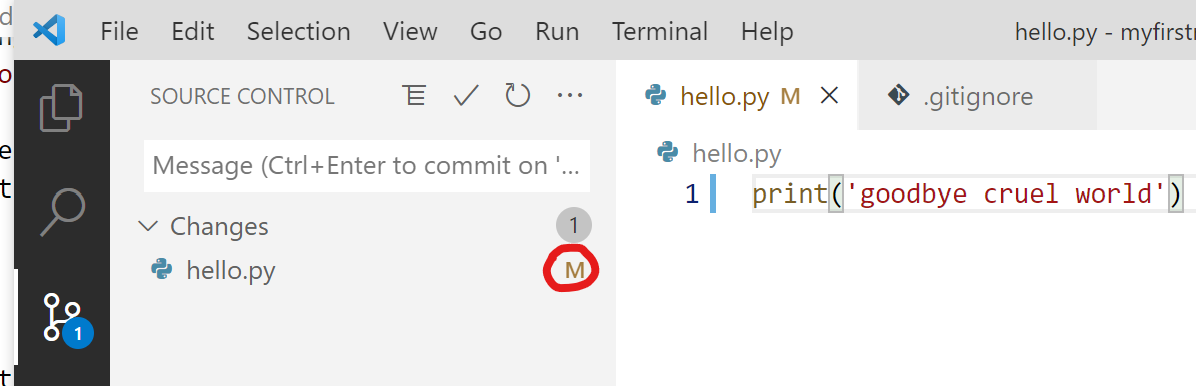 File Edit Selection View Go Run Terminal Help hello.py - myfirst
SOURCE CONTROL
hello.py M
.gitignore
Message (Ctrl+Enter to commit on '...
hello.py
1 print('goodbye cruel world')
Changes 1
hello.py M
1